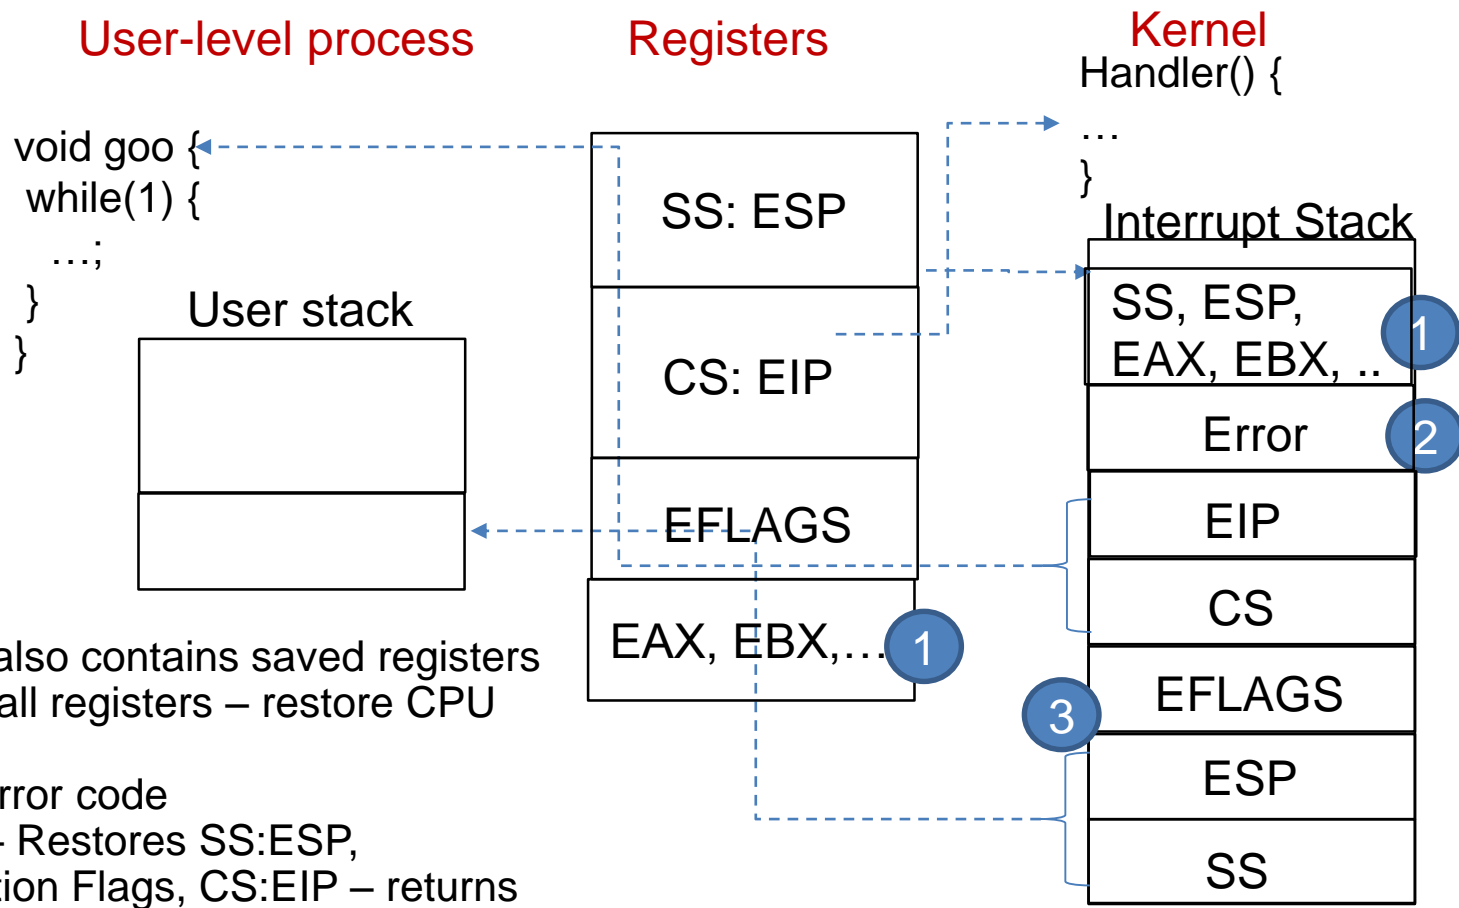 User-level process
Registers
Kernel
Handler() {
…
}
void goo {
while(1) {
…;
}
}
User stack
SS: ESP
CS: EIP
EFLAGS
EAX, EBX,…
1
Interrupt Stack
SS, ESP,
EAX, EBX, ..
1
Error
2
EIP
CS
EFLAGS
3
ESP
SS
also contains saved registers
all registers – restore CPU
code
– Restores SS:ESP,
Flags, CS:EIP – returns